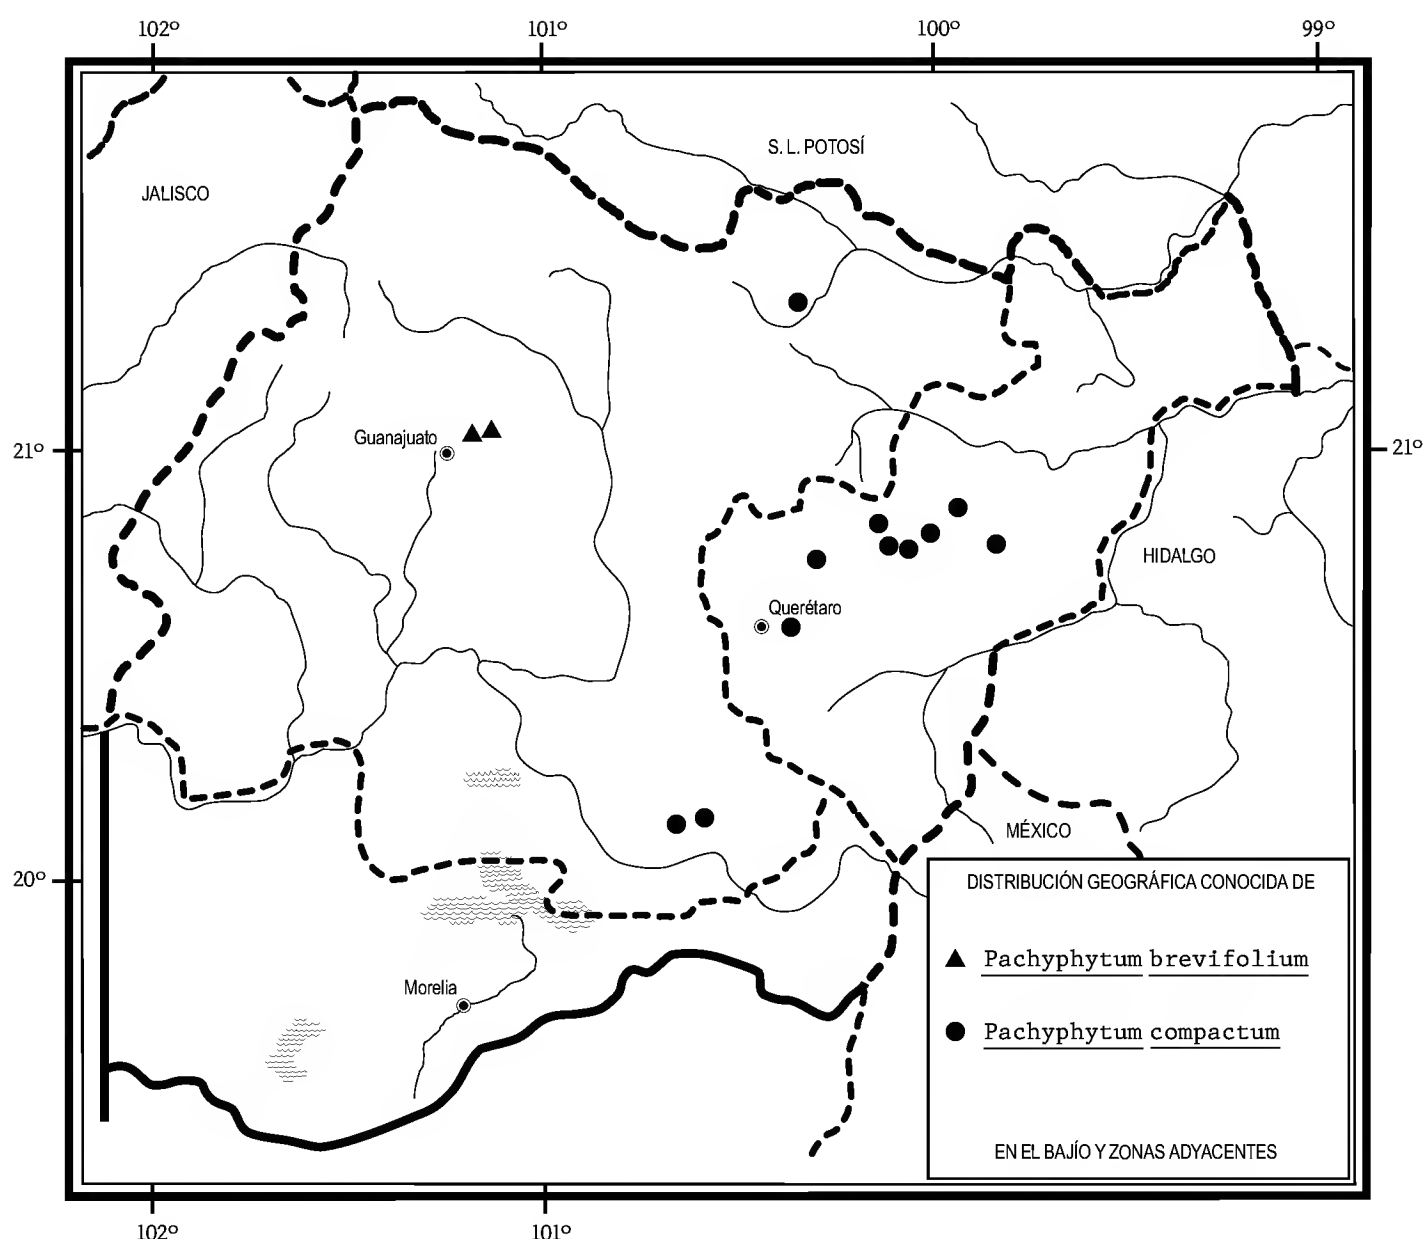 102° 101° 100° 99°
S. L. POTOSÍ
JALISCO
Guanajuato
21° 21°
HIDALGO
Querétaro
MÉXICO
20°
DISTRIBUCIÓN GEOGRÁFICA CONOCIDA DE
Pachyphytum brevifolium
Morelia
Pachyphytum compactum
EN EL BAJÍO Y ZONAS ADYACENTES
102° 101°